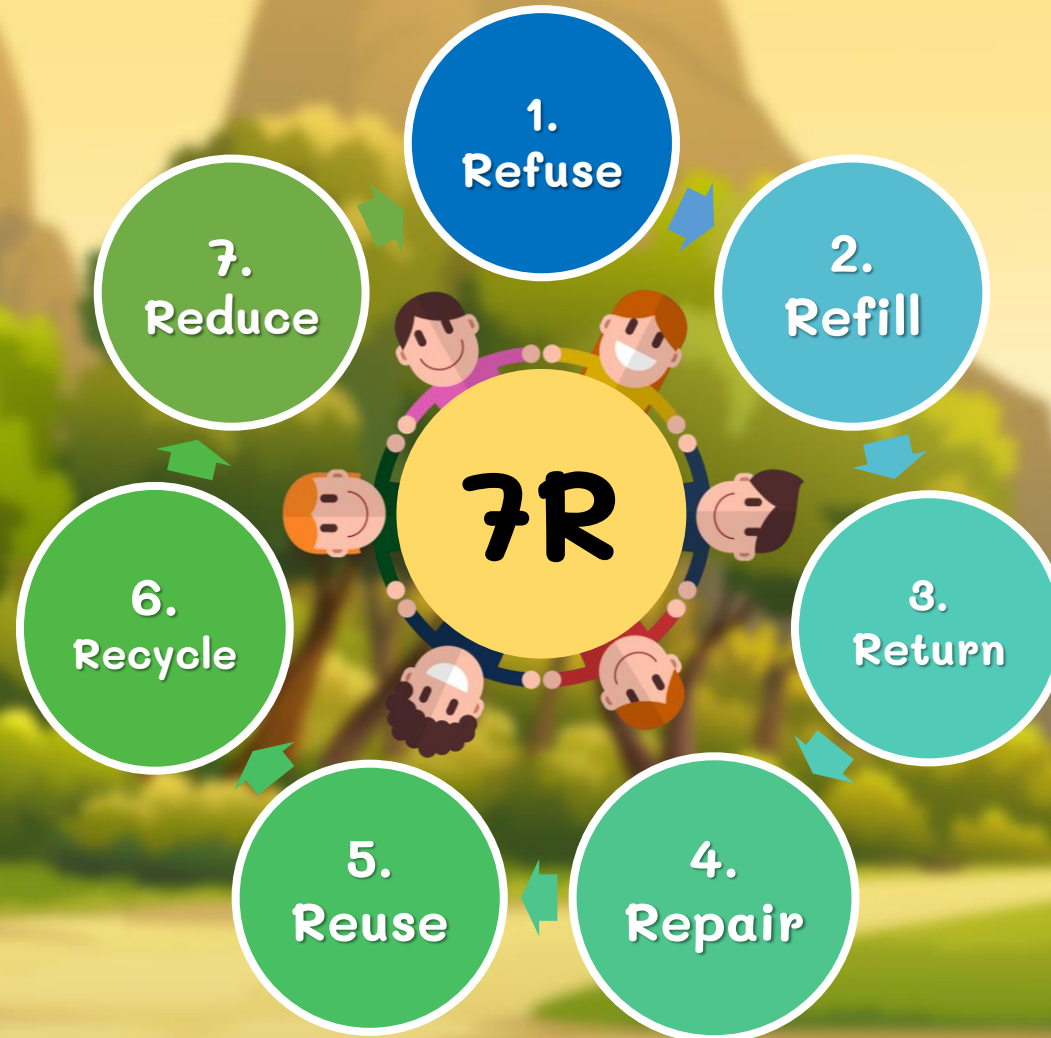 1.
Refuse
2.
Refill
3.
Return
4.
Repair
5.
Reuse
6.
Recycle
7.
Reduce
7R